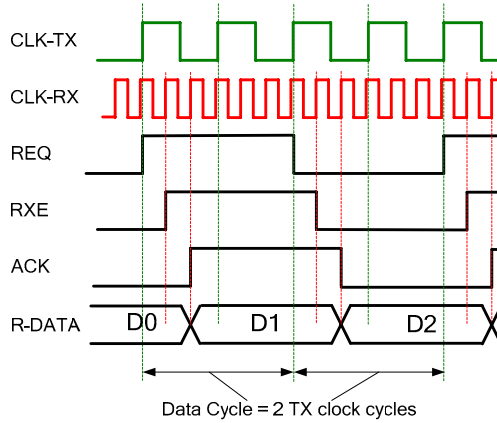 CLK-TX
CLK-RX
REQ
RXE
ACK
R-DATA D0 D1 D2
Data Cycle = 2 TX clock cycles